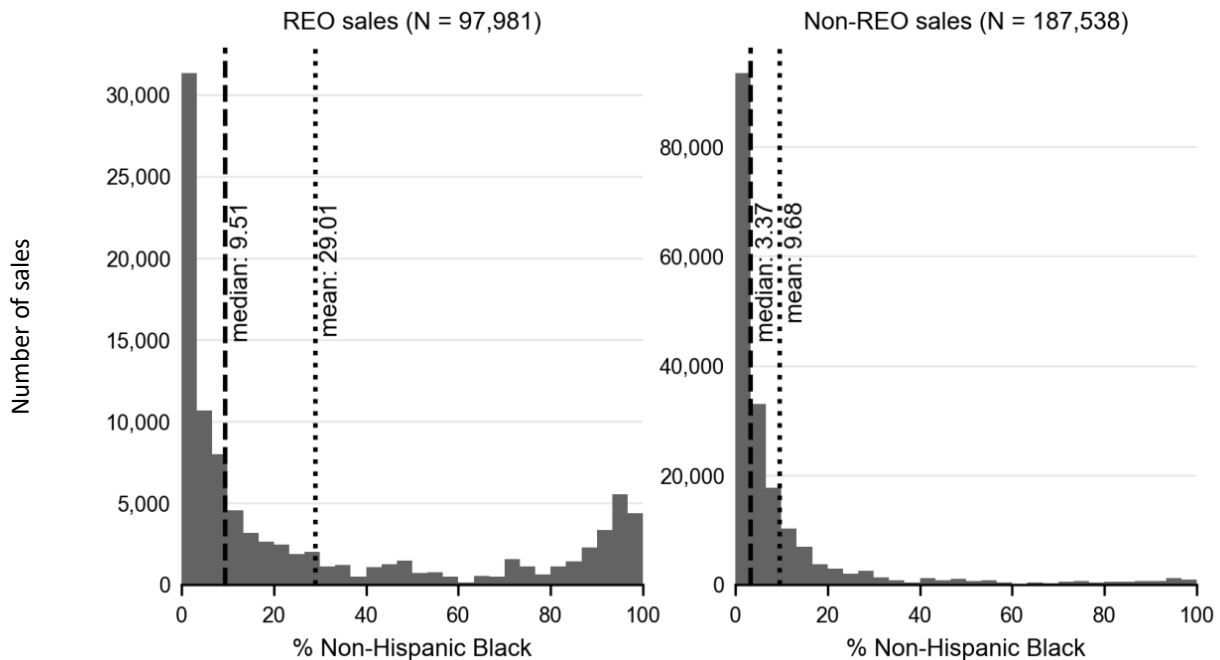 REO sales (N = 97,981)
Number of sales
30,000
25,000
20,000
15,000
10,000
5,000
0
median: 9.51
mean: 29.01
0 20 40 60 80 100
% Non-Hispanic Black
Non-REO sales (N = 187,538)
80,000
60,000
40,000
20,000
0
median: 3.37
mean: 9.68
0 20 40 60 80 100
% Non-Hispanic Black